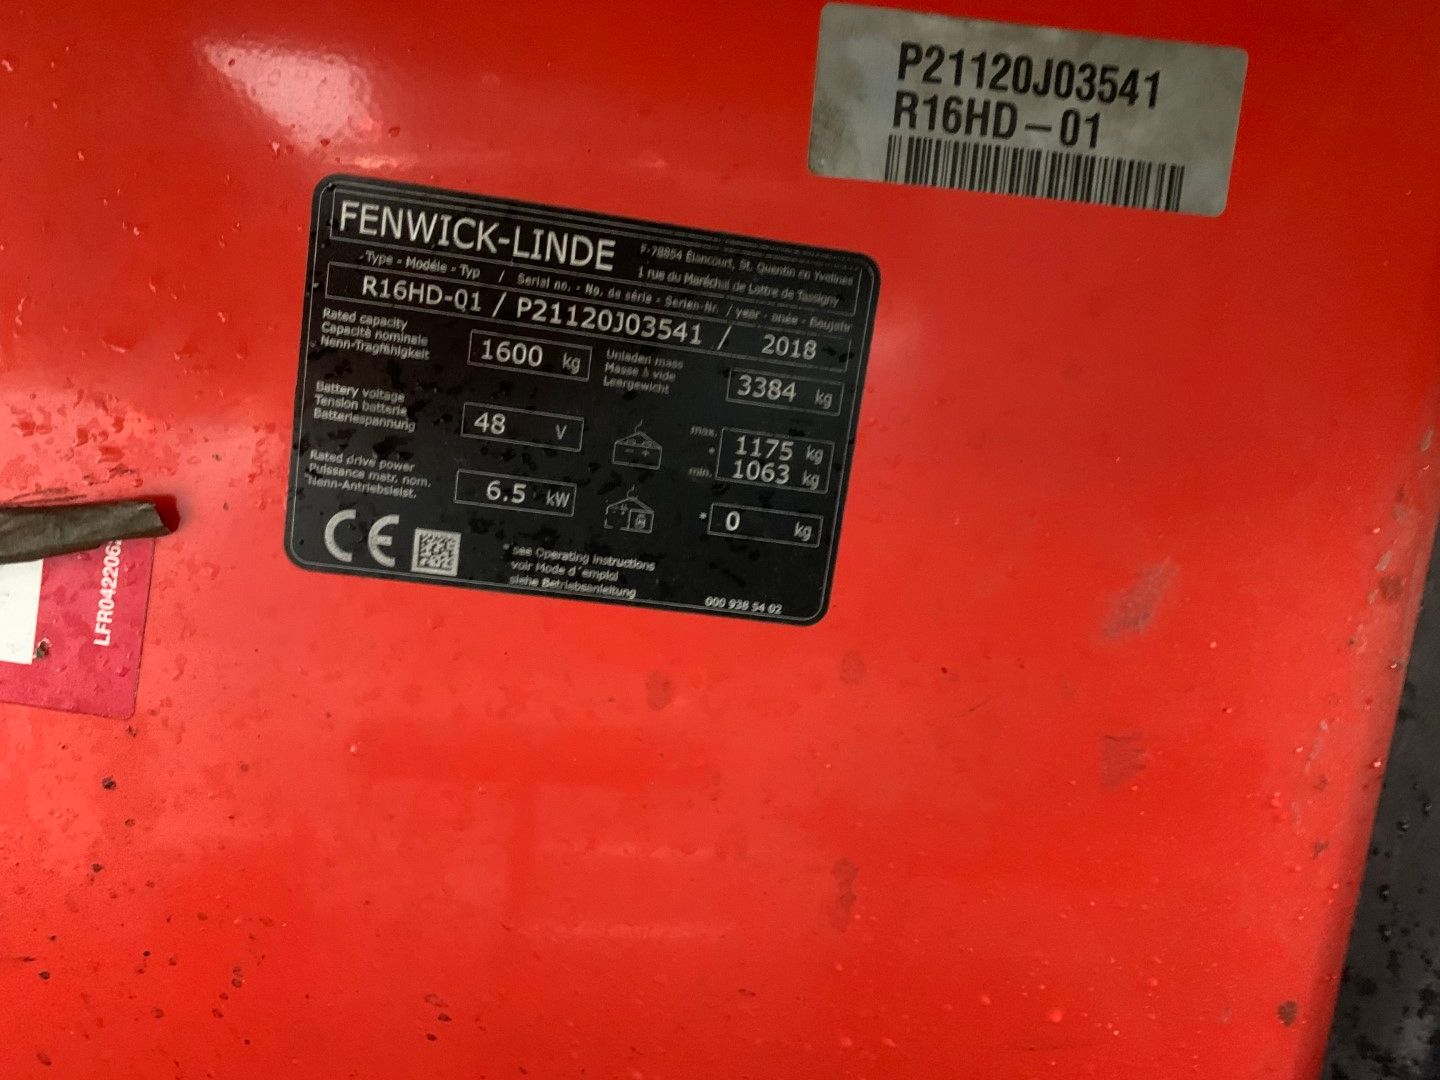 P21120J03541
R16HD-01
FENWICK-LINDE
F-78854 Élancourt, St. Quentin en Yvelines
1 rue du Maréchal de Lattre de Tassigny
Type - Modèle - Typ / Serial no. - No. de série - Serien-Nr. / year - année - Baujahr
R16HD-01 / P21120J03541 / 2018
Rated capacity
Capacité nominale
Nenn-Tragfähigkeit
1600 kg
Unladen mass
Masse à vide
Leergewicht
3384 kg
Battery voltage
Tension batterie
Batteriespannung
48 V
max. 1175 kg
*
min. 1063 kg
Rated drive power
Puissance motr. nom.
Nenn-Antriebsleist.
6.5 kW
* 0 kg
CE
* see Operating instructions
voir Mode d'emploi
siehe Betriebsanleitung
000 938 54 02
LFR0422062